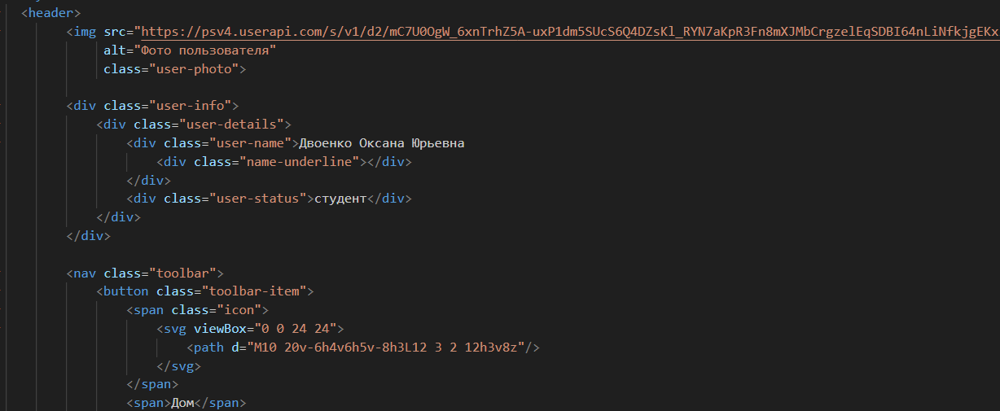 <header>
<img src="https://psv4.userapi.com/s/v1/d2/mC7U0OgW_6xnTrhZ5A-uxP1dm5SUcS6Q4DZsKl_RYN7aKpR3Fn8mXJMbCrgzelEqSDBI64nLiNfkjgEKx
alt="Фото пользователя"
class="user-photo">
<div class="user-info">
<div class="user-details">
<div class="user-name">Двоенко Оксана Юрьевна
<div class="name-underline"></div>
</div>
<div class="user-status">студент</div>
</div>
</div>
<nav class="toolbar">
<button class="toolbar-item">
<span class="icon">
<svg viewBox="0 0 24 24">
<path d="M10 20v-6h4v6h5v-8h3L12 3 2 12h3v8z"/>
</svg>
</span>
<span>Дом</span>